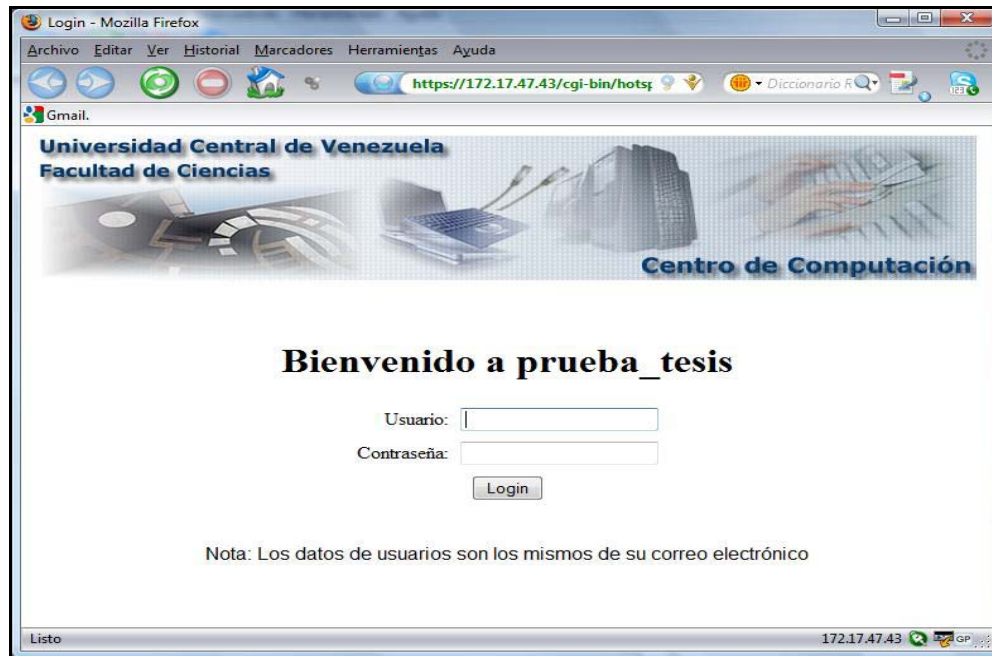 Login - Mozilla Firefox
Archivo Editar Ver Historial Marcadores Herramientas Ayuda
https://172.17.47.43/cgi-bin/hotsp
Diccionario R
Gmail.
Universidad Central de Venezuela
Facultad de Ciencias
Centro de Computación
Bienvenido a prueba_tesis
Usuario:
Contraseña:
Login
Nota: Los datos de usuarios son los mismos de su correo electrónico
Listo
172.17.47.43
GP